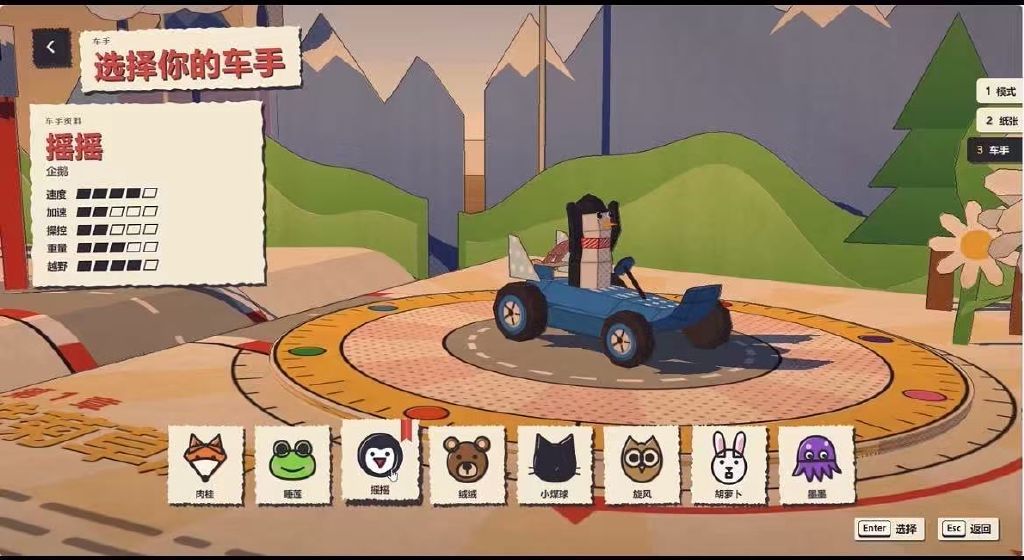 车手
选择你的车手
1 模式
2 纸张
3 车手
车手资料
摇摇
企鹅
速度
加速
操控
重量
越野
第1章
肉桂
睡莲
摇摇
绒绒
小煤球
旋风
胡萝卜
墨墨
Enter 选择
Esc 返回